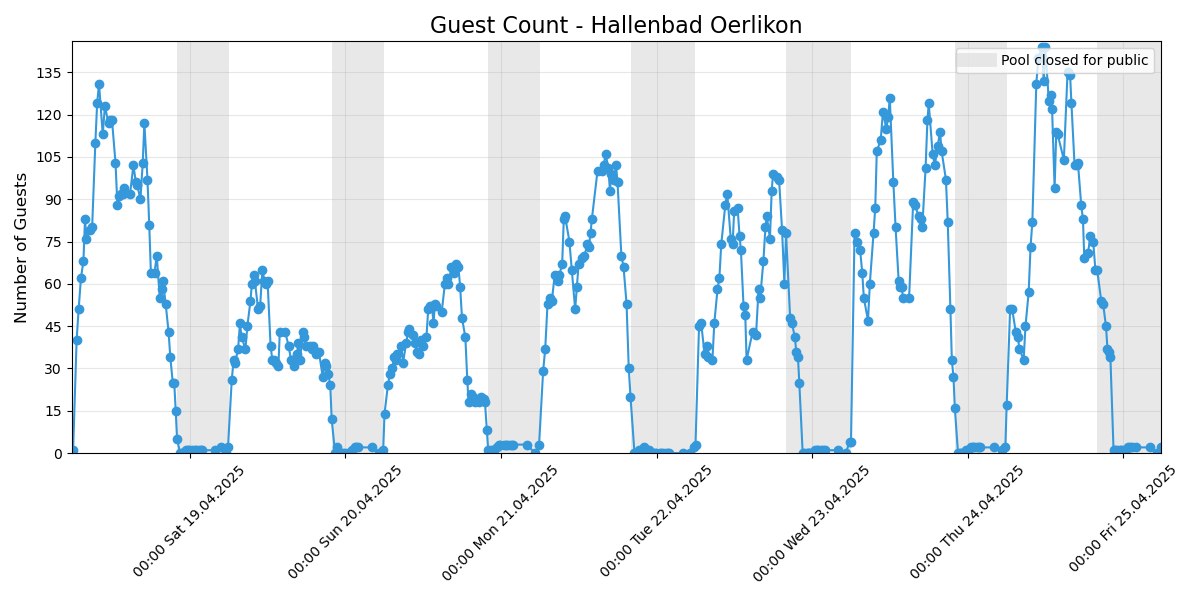 Guest Count - Hallenbad Oerlikon
Pool closed for public
Number of Guests
135
120
105
90
75
60
45
30
15
0
00:00 Sat 19.04.2025
00:00 Sun 20.04.2025
00:00 Mon 21.04.2025
00:00 Tue 22.04.2025
00:00 Wed 23.04.2025
00:00 Thu 24.04.2025
00:00 Fri 25.04.2025